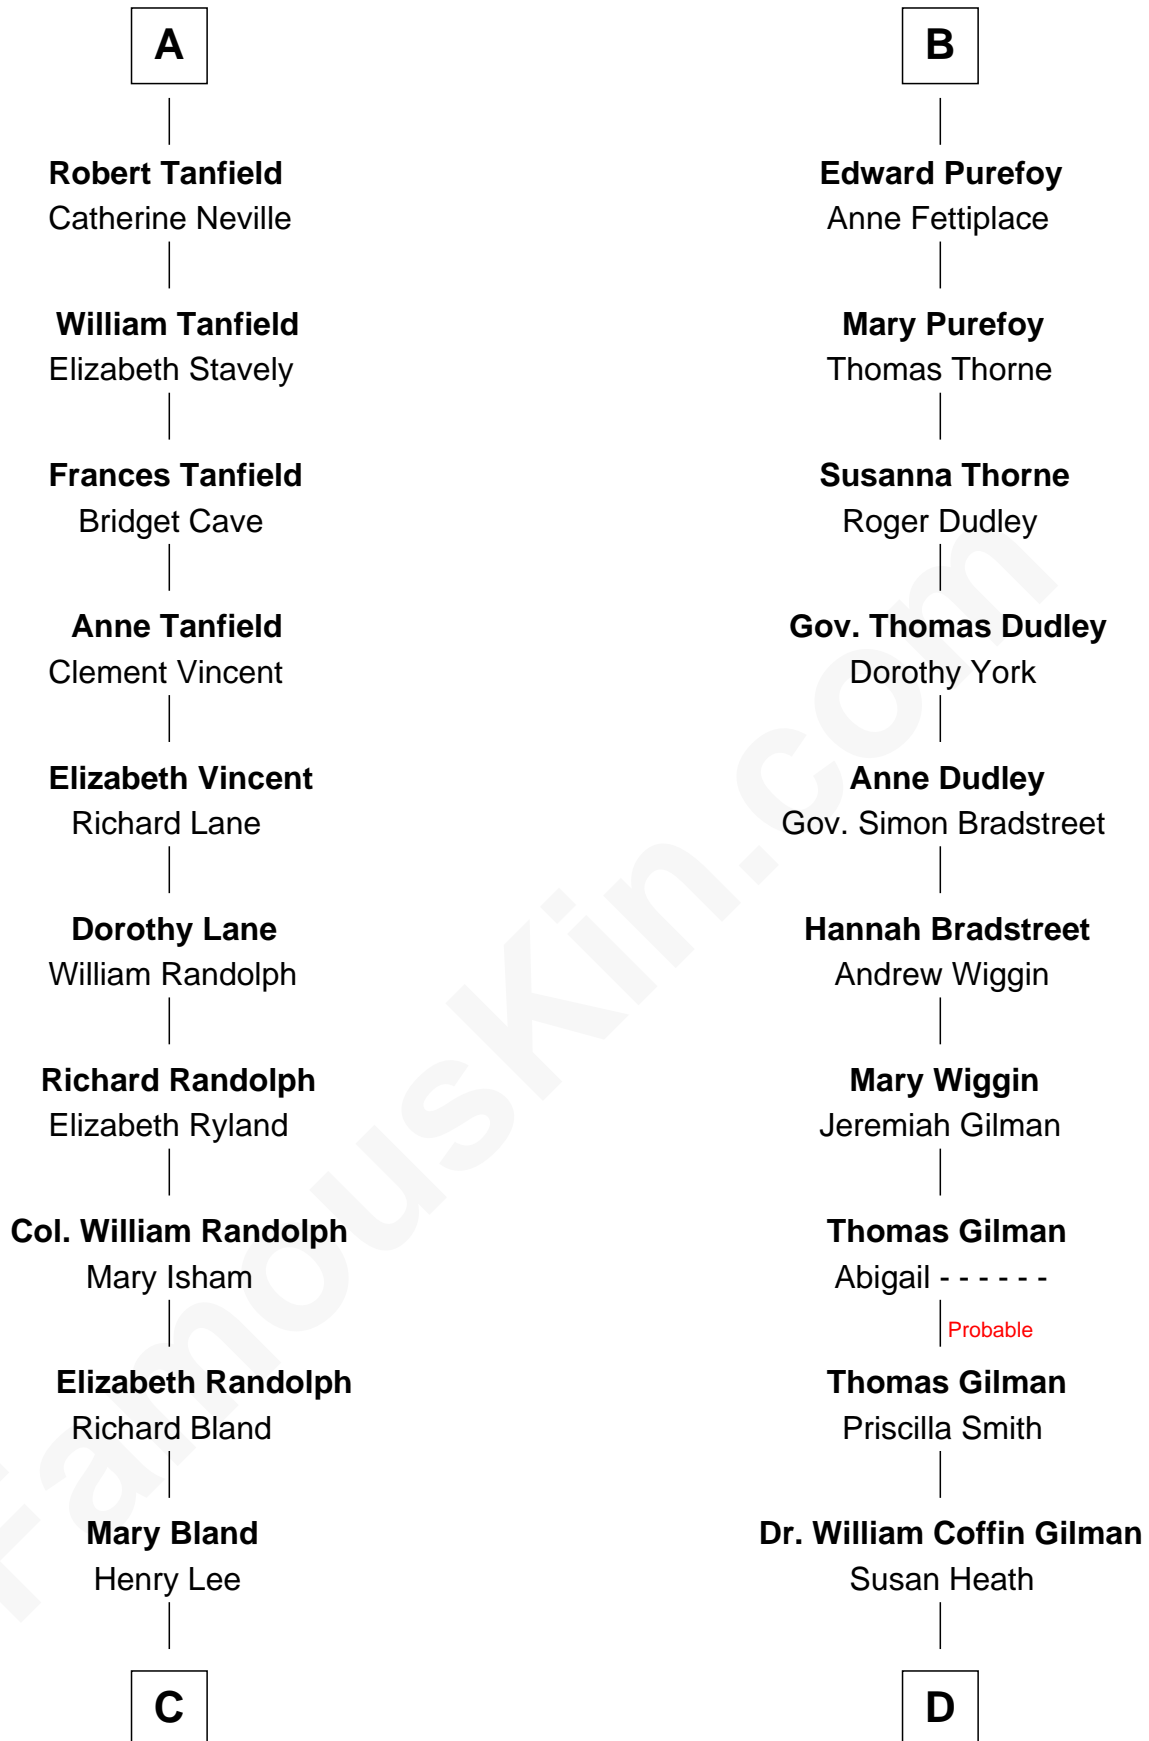 A
Robert Tanfield
Catherine Neville
William Tanfield
Elizabeth Stavely
Frances Tanfield
Bridget Cave
Anne Tanfield
Clement Vincent
Elizabeth Vincent
Richard Lane
Dorothy Lane
William Randolph
Richard Randolph
Elizabeth Ryland
Col. William Randolph
Mary Isham
Elizabeth Randolph
Richard Bland
Mary Bland
Henry Lee
C
B
Edward Purefoy
Anne Fettiplace
Mary Purefoy
Thomas Thorne
Susanna Thorne
Roger Dudley
Gov. Thomas Dudley
Dorothy York
Anne Dudley
Gov. Simon Bradstreet
Hannah Bradstreet
Andrew Wiggin
Mary Wiggin
Jeremiah Gilman
Thomas Gilman
Abigail - - - - - -
Probable
Thomas Gilman
Priscilla Smith
Dr. William Coffin Gilman
Susan Heath
D
FamousKin.com